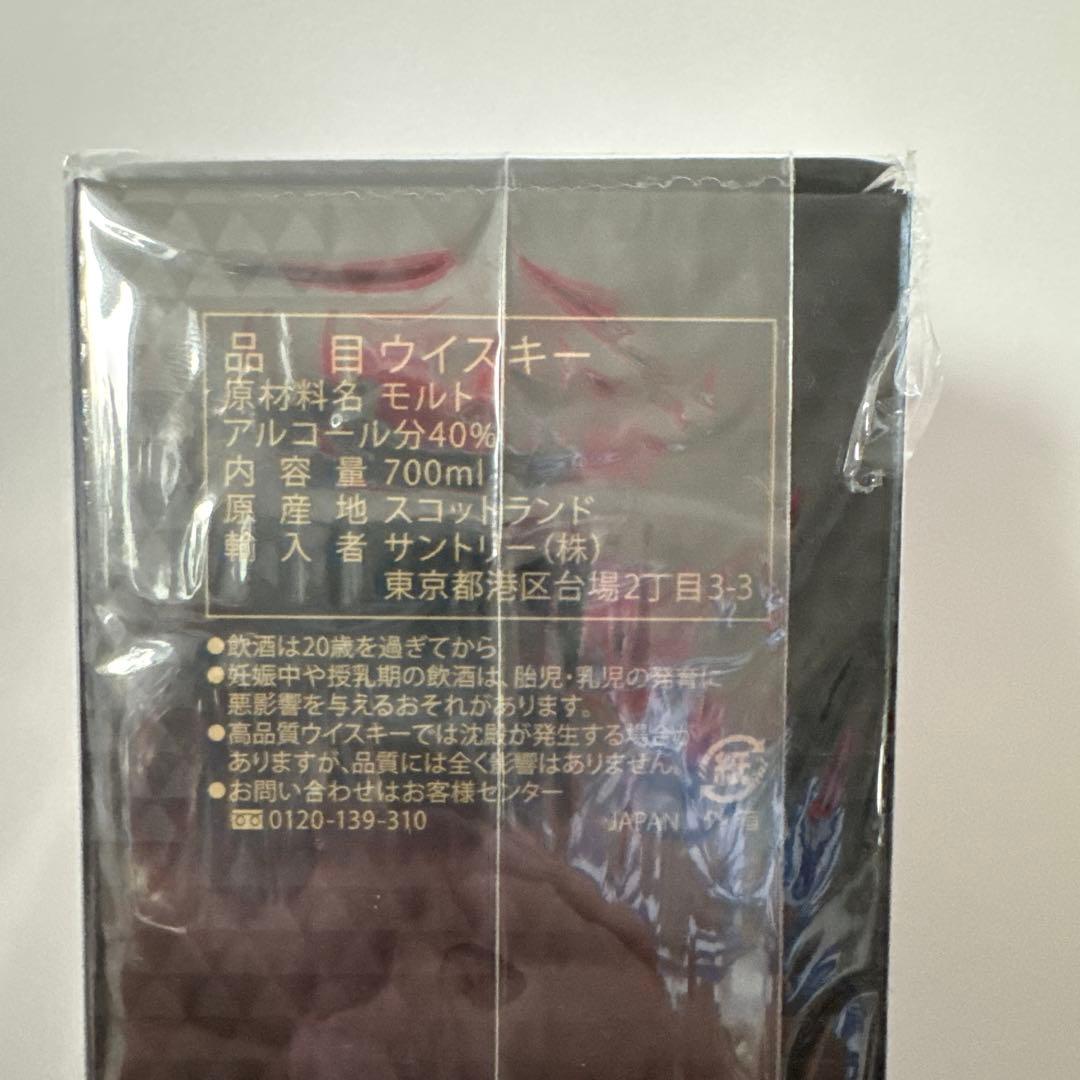 品 目 ウイスキー
原材料名 モルト
アルコール分40%
内 容 量 700ml
原 産 地 スコットランド
輸 入 者 サントリー(株)
東京都港区台場2丁目3-3
●飲酒は20歳を過ぎてから
●妊娠中や授乳期の飲酒は、胎児・乳児の発育に
悪影響を与えるおそれがあります。
●高品質ウイスキーでは沈殿が発生する場合が
ありますが、品質には全く影響はありません。
●お問い合わせはお客様センター
0120-139-310
紙
JAPAN 外箱